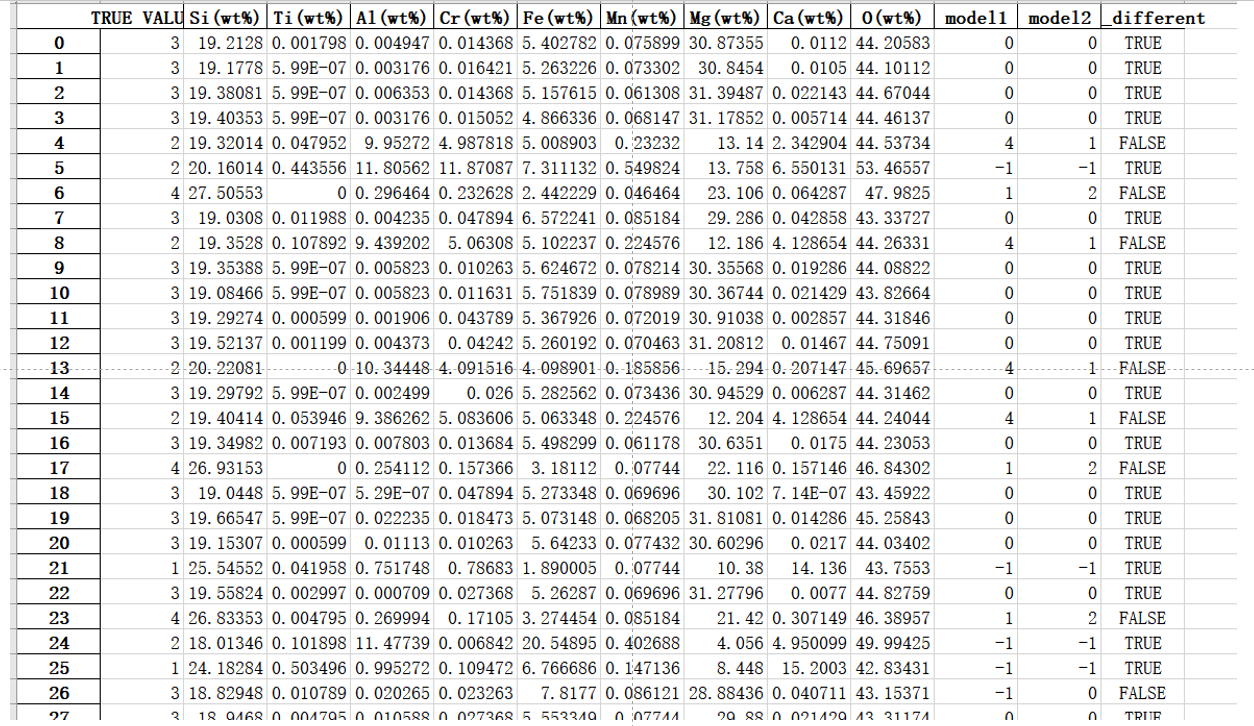 TRUE VALU Si(wt%) Ti(wt%) Al(wt%) Cr(wt%) Fe(wt%) Mn(wt%) Mg(wt%) Ca(wt%) O(wt%) model1 model2 _different
0 3 19.2128 0.001798 0.004947 0.014368 5.402782 0.075899 30.87355 0.0112 44.20583 0 0 TRUE
1 3 19.1778 5.99E-07 0.003176 0.016421 5.263226 0.073302 30.8454 0.0105 44.10112 0 0 TRUE
2 3 19.38081 5.99E-07 0.006353 0.014368 5.157615 0.061308 31.39487 0.022143 44.67044 0 0 TRUE
3 3 19.40353 5.99E-07 0.003176 0.015052 4.866336 0.068147 31.17852 0.005714 44.46137 0 0 TRUE
4 2 19.32014 0.047952 9.95272 4.987818 5.008903 0.23232 13.14 2.342904 44.53734 4 1 FALSE
5 2 20.16014 0.443556 11.80562 11.87087 7.311132 0.549824 13.758 6.550131 53.46557 -1 -1 TRUE
6 4 27.50553 0 0.296464 0.232628 2.442229 0.046464 23.106 0.064287 47.9825 1 2 FALSE
7 3 19.0308 0.011988 0.004235 0.047894 6.572241 0.085184 29.286 0.042858 43.33727 0 0 TRUE
8 2 19.3528 0.107892 9.439202 5.06308 5.102237 0.224576 12.186 4.128654 44.26331 4 1 FALSE
9 3 19.35388 5.99E-07 0.005823 0.010263 5.624672 0.078214 30.35568 0.019286 44.08822 0 0 TRUE
10 3 19.08466 5.99E-07 0.005823 0.011631 5.751839 0.078989 30.36744 0.021429 43.82664 0 0 TRUE
11 3 19.29274 0.000599 0.001906 0.043789 5.367926 0.072019 30.91038 0.002857 44.31846 0 0 TRUE
12 3 19.52137 0.001199 0.004373 0.04242 5.260192 0.070463 31.20812 0.01467 44.75091 0 0 TRUE
13 2 20.22081 0 10.34448 4.091516 4.098901 0.185856 15.294 0.207147 45.69657 4 1 FALSE
14 3 19.29792 5.99E-07 0.002499 0.026 5.282562 0.073436 30.94529 0.006287 44.31462 0 0 TRUE
15 2 19.40414 0.053946 9.386262 5.083606 5.063348 0.224576 12.204 4.128654 44.24044 4 1 FALSE
16 3 19.34982 0.007193 0.007803 0.013684 5.498299 0.061178 30.6351 0.0175 44.23053 0 0 TRUE
17 4 26.93153 0 0.254112 0.157366 3.18112 0.07744 22.116 0.157146 46.84302 1 2 FALSE
18 3 19.0448 5.99E-07 5.29E-07 0.047894 5.273348 0.069696 30.102 7.14E-07 43.45922 0 0 TRUE
19 3 19.66547 5.99E-07 0.022235 0.018473 5.073148 0.068205 31.81081 0.014286 45.25843 0 0 TRUE
20 3 19.15307 0.000599 0.01113 0.010263 5.64233 0.077432 30.60296 0.0217 44.03402 0 0 TRUE
21 1 25.54552 0.041958 0.751748 0.78683 1.890005 0.07744 10.38 14.136 43.7553 -1 -1 TRUE
22 3 19.55824 0.002997 0.000709 0.027368 5.26287 0.069696 31.27796 0.0077 44.82759 0 0 TRUE
23 4 26.83353 0.004795 0.269994 0.17105 3.274454 0.085184 21.42 0.307149 46.38957 1 2 FALSE
24 2 18.01346 0.101898 11.47739 0.006842 20.54895 0.402688 4.056 4.950099 49.99425 -1 -1 TRUE
25 1 24.18284 0.503496 0.995272 0.109472 6.766686 0.147136 8.448 15.2003 42.83431 -1 -1 TRUE
26 3 18.82948 0.010789 0.020265 0.023263 7.8177 0.086121 28.88436 0.040711 43.15371 -1 0 FALSE
27 3 18.9468 0.004795 0.010588 0.027368 5.553349 0.07744 29.88 0.021429 43.31174 0 0 TRUE